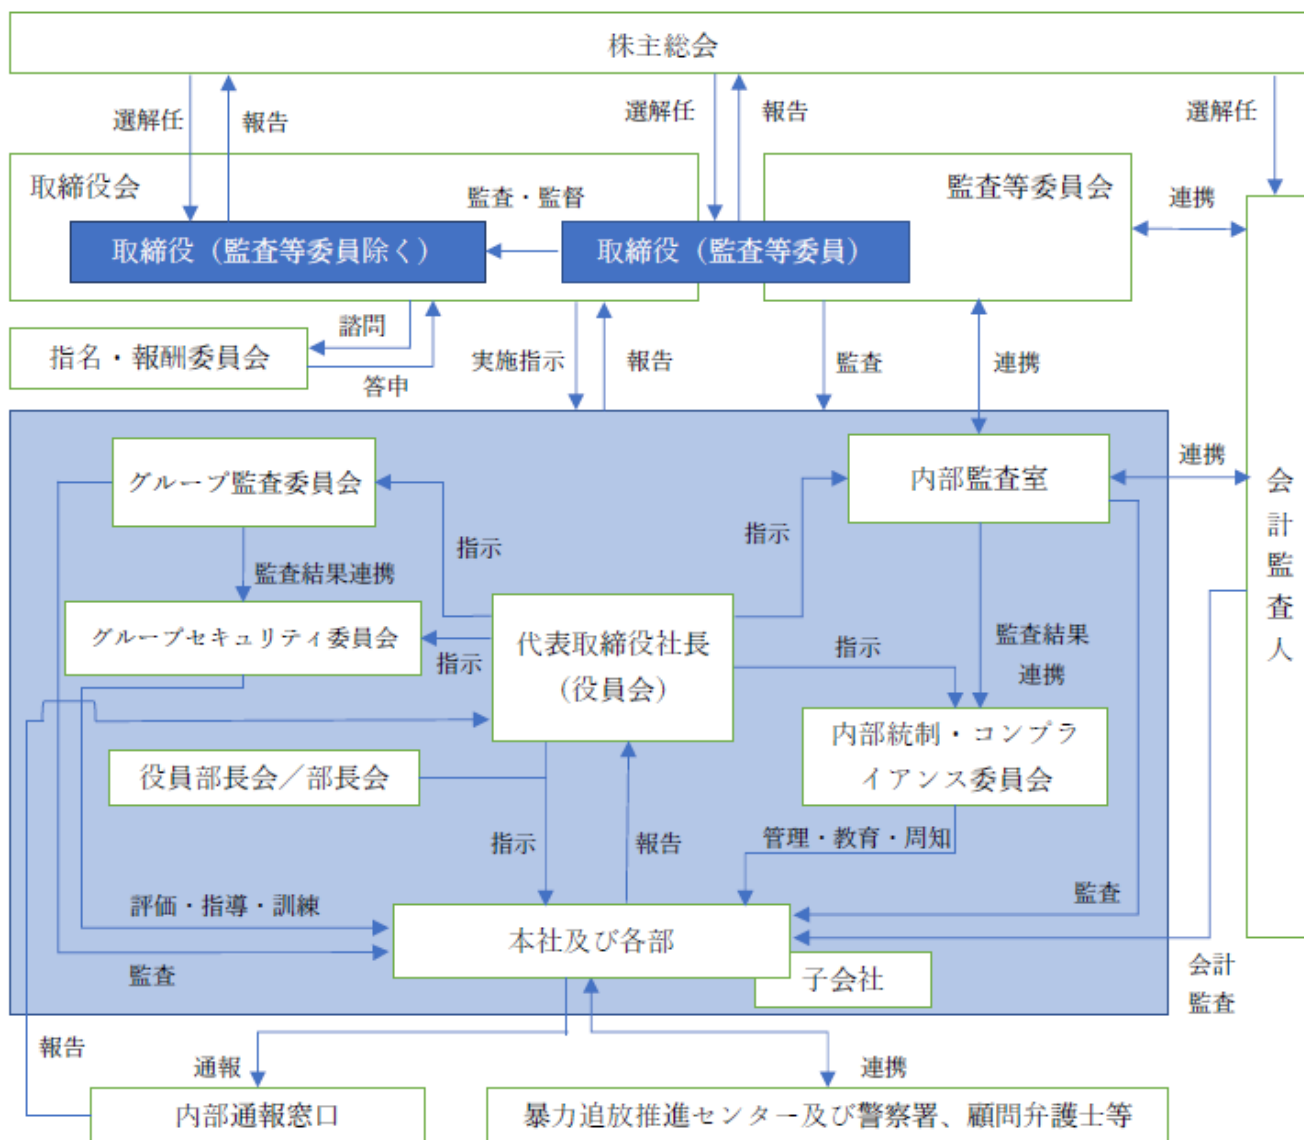 株主総会
選解任
報告
選解任
報告
選解任
取締役会
監査・監督
監査等委員会
連携
取締役（監査等委員除く）
取締役（監査等委員）
諮問
指名・報酬委員会
答申
実施指示
報告
監査
連携
グループ監査委員会
内部監査室
連携
指示
指示
監査結果連携
会計監査人
グループセキュリティ委員会
指示
代表取締役社長
（役員会）
指示
監査結果
連携
内部統制・コンプラ
イアンス委員会
役員部長会／部長会
指示
報告
管理・教育・周知
監査
評価・指導・訓練
本社及び各部
監査
子会社
会計
監査
報告
通報
連携
内部通報窓口
暴力追放推進センター及び警察署、顧問弁護士等